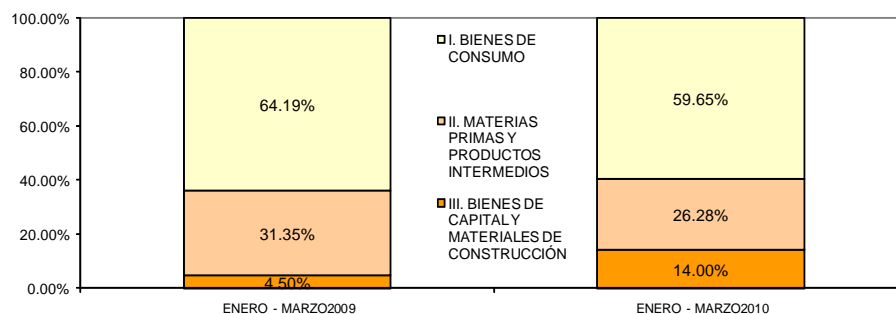 100.00%
80.00%
60.00%
40.00%
20.00%
0.00%
64.19%
31.35%
4.50%
I. BIENES DE
CONSUMO
II. MATERIAS
PRIMAS Y
PRODUCTOS
INTERMEDIOS
III. BIENES DE
CAPITAL Y
MATERIALES DE
CONSTRUCCIÓN
59.65%
26.28%
14.00%
ENERO - MARZO2009
ENERO - MARZO2010